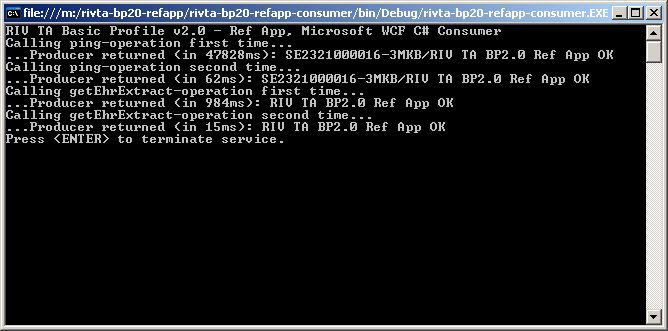 file:///m:/rivta-bp20-refapp/rivta-bp20-refapp-consumer/bin/Debug/rivta-bp20-refapp-consumer.EXE
RIV TA Basic Profile v2.0 - Ref App, Microsoft WCF C# Consumer
Calling ping-operation first time...
...Producer returned (in 47828ms): SE2321000016-3MKB/RIV TA BP2.0 Ref App OK
Calling ping-operation second time...
...Producer returned (in 62ms): SE2321000016-3MKB/RIV TA BP2.0 Ref App OK
Calling getEhrExtract-operation first time...
...Producer returned (in 984ms): RIV TA BP2.0 Ref App OK
Calling getEhrExtract-operation second time...
...Producer returned (in 15ms): RIV TA BP2.0 Ref App OK
Press <ENTER> to terminate service.